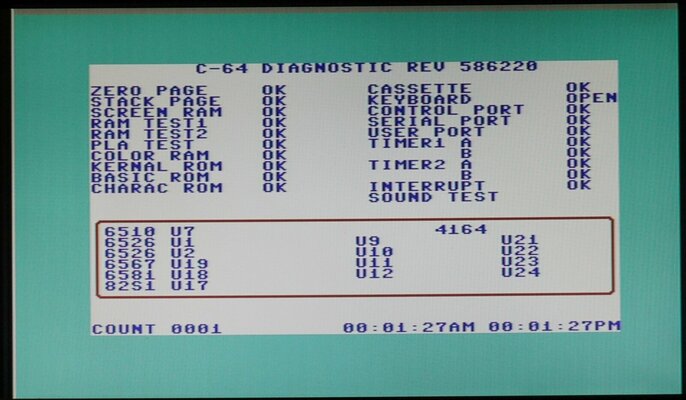 C-64 DIAGNOSTIC REV 586220
ZERO PAGE OK CASSETTE OK
STACK PAGE OK KEYBOARD OPEN
SCREEN RAM OK CONTROL PORT OK
RAM TEST1 OK SERIAL PORT OK
RAM TEST2 OK USER PORT OK
PLA TEST OK TIMER1 A OK
COLOR RAM OK B OK
KERNAL ROM OK TIMER2 A OK
BASIC ROM OK B OK
CHARAC ROM OK INTERRUPT OK
SOUND TEST
6510 U7 4164
6526 U1 U9 U21
6526 U2 U10 U22
6567 U19 U11 U23
6581 U18 U12 U24
82S1 U17
COUNT 0001 00:01:27AM 00:01:27PM